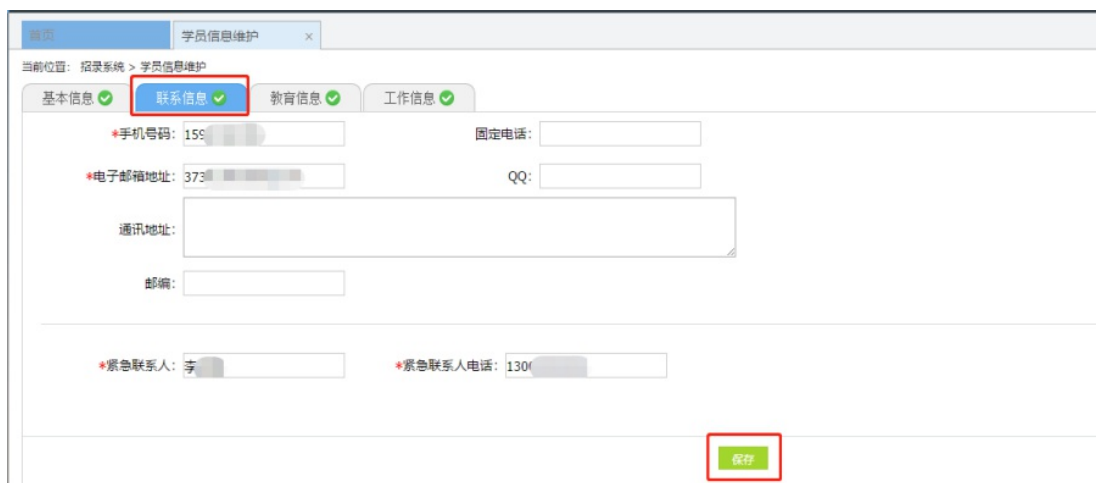 首页 学员信息维护 ×
当前位置： 招录系统 > 学员信息维护
基本信息 联系信息 教育信息 工作信息
*手机号码： 159 固定电话：
*电子邮箱地址： 373 QQ：
通讯地址：
邮编：
*紧急联系人： 李 *紧急联系人电话： 130
保存